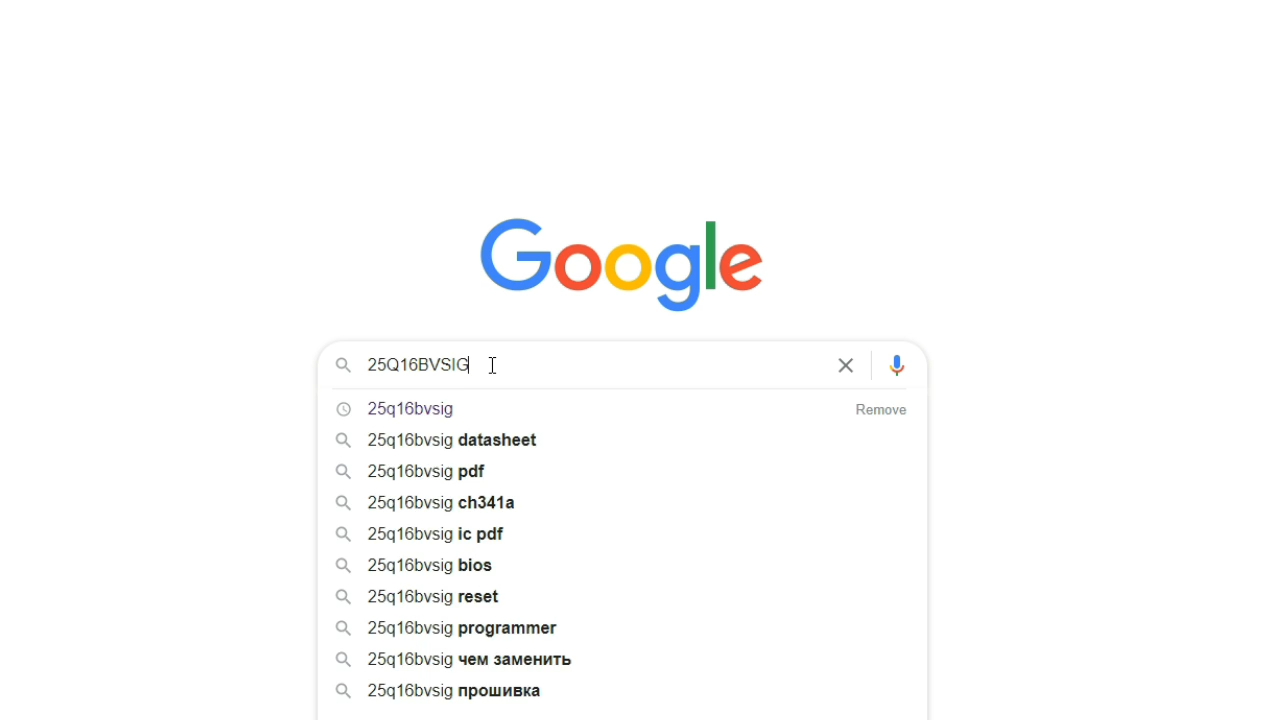 Google
25Q16BVSIG
25q16bvsig
Remove
25q16bvsig datasheet
25q16bvsig pdf
25q16bvsig ch341a
25q16bvsig ic pdf
25q16bvsig bios
25q16bvsig reset
25q16bvsig programmer
25q16bvsig чем заменить
25q16bvsig прошивка